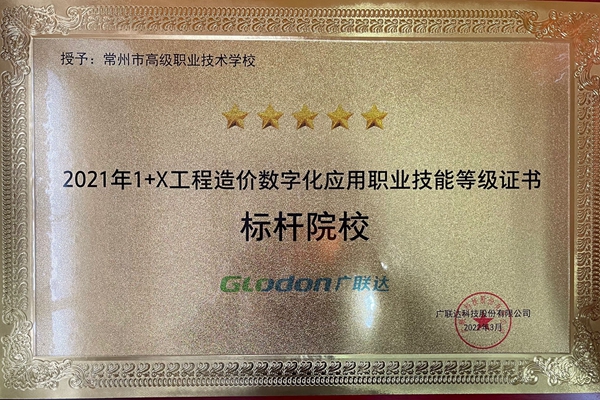 授予：常州市高级职业技术学校
2021年1+X工程造价数字化应用职业技能等级证书
标杆院校
Glodon广联达
广联达科技股份有限公司
2022年3月